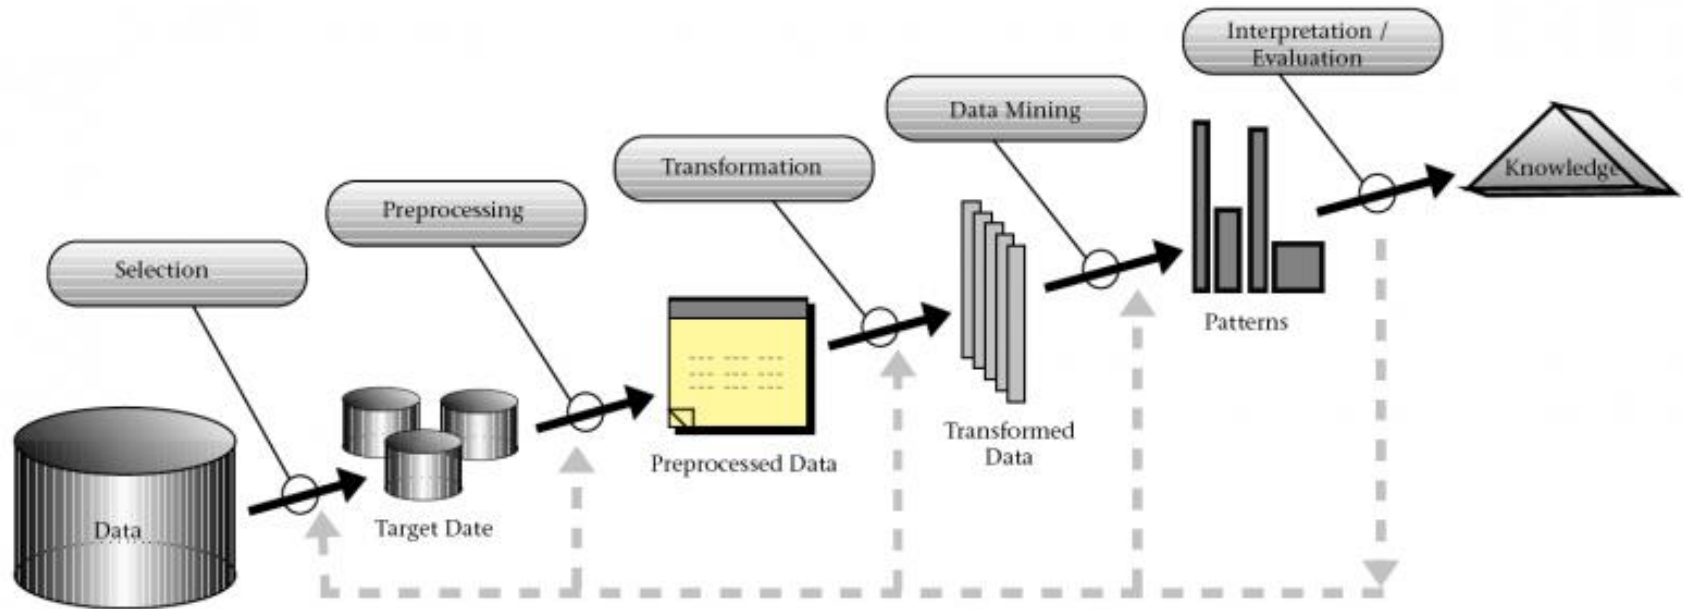 Interpretation /
Evaluation
Data Mining
Transformation
Preprocessing
Selection
Knowledge
Patterns
Transformed
Data
Preprocessed Data
Target Date
Data